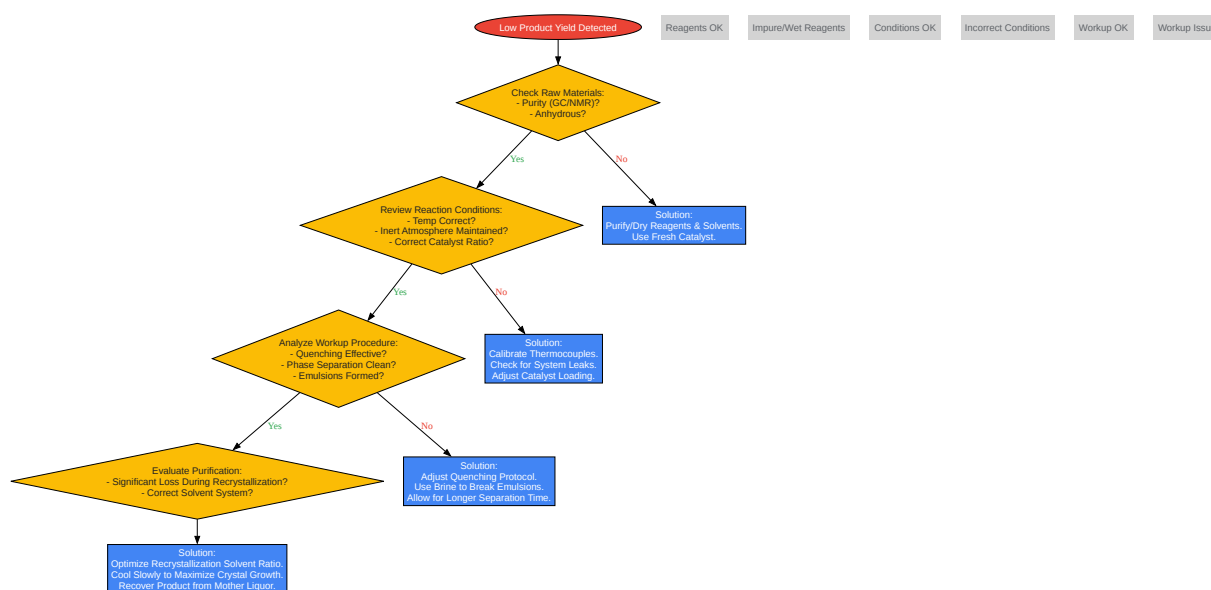 Low Product Yield Detected
Reagents OK
Impure/Wet Reagents
Conditions OK
Incorrect Conditions
Workup OK
Workup Issu
Check Raw Materials:
- Purity (GC/NMR)?
- Anhydrous?
Yes
No
Review Reaction Conditions:
- Temp Correct?
- Inert Atmosphere Maintained?
- Correct Catalyst Ratio?
Solution:
Purify/Dry Reagents & Solvents.
Use Fresh Catalyst.
Yes
No
Analyze Workup Procedure:
- Quenching Effective?
- Phase Separation Clean?
- Emulsions Formed?
Solution:
Calibrate Thermocouples.
Check for System Leaks.
Adjust Catalyst Loading.
Yes
No
Evaluate Purification:
- Significant Loss During Recrystallization?
- Correct Solvent System?
Solution:
Adjust Quenching Protocol.
Use Brine to Break Emulsions.
Allow for Longer Separation Time.
Solution:
Optimize Recrystallization Solvent Ratio.
Cool Slowly to Maximize Crystal Growth.
Recover Product from Mother Liquor.